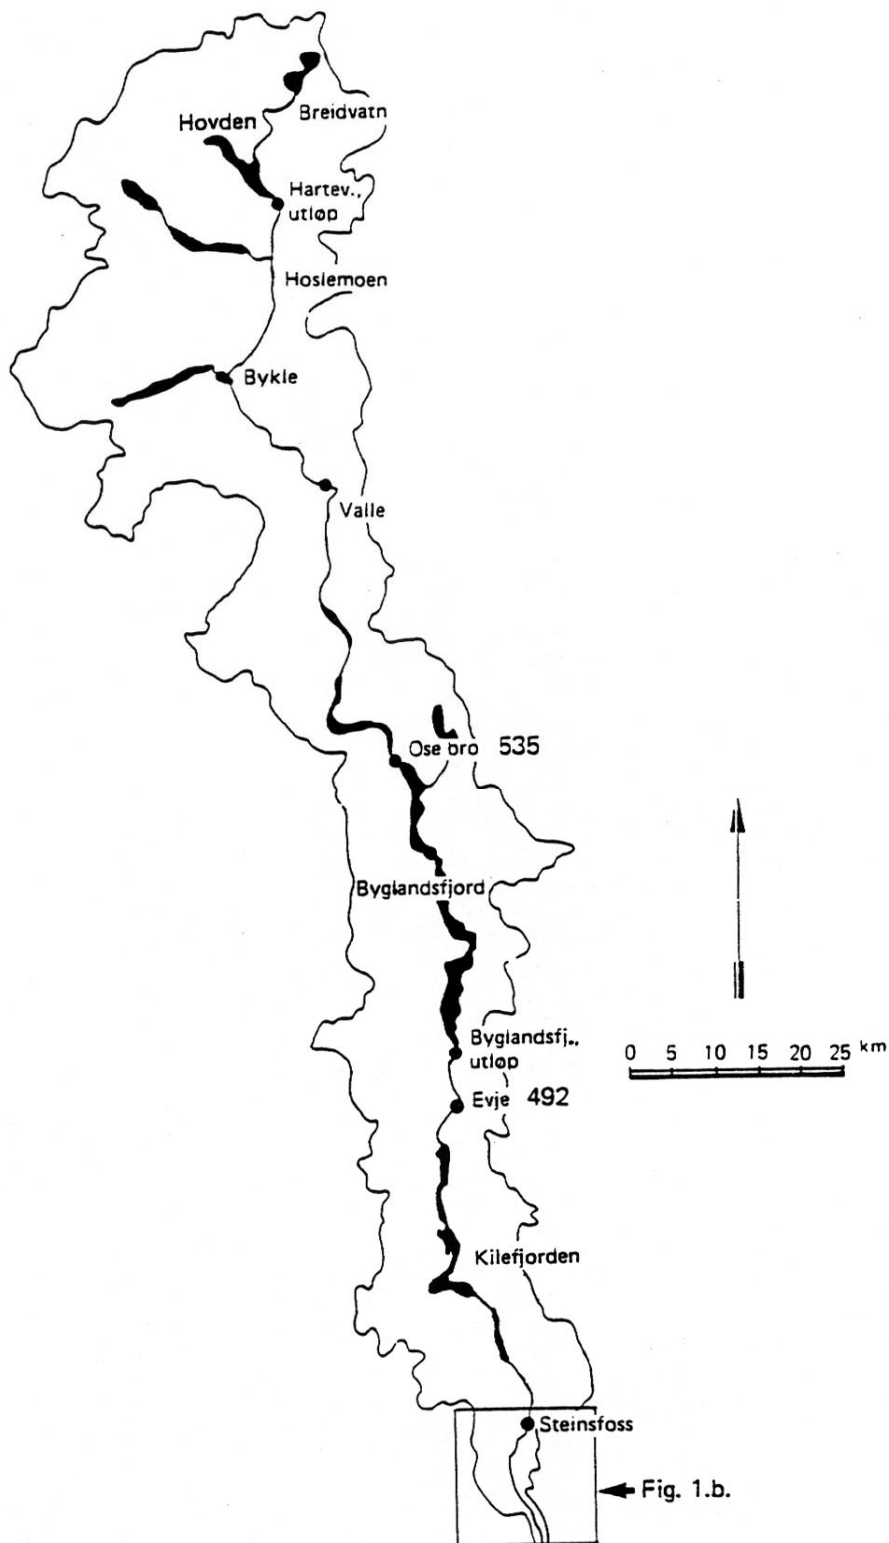 Breidvatn
Hovden
Hartev.,
utløp
Hoslemoen
Bykle
Valle
Ose bro 535
Byglandsfjord
Byglandsfj.,
utløp
0 5 10 15 20 25 km
Evje 492
Kilefjorden
Steinsfoss
Fig. 1.b.